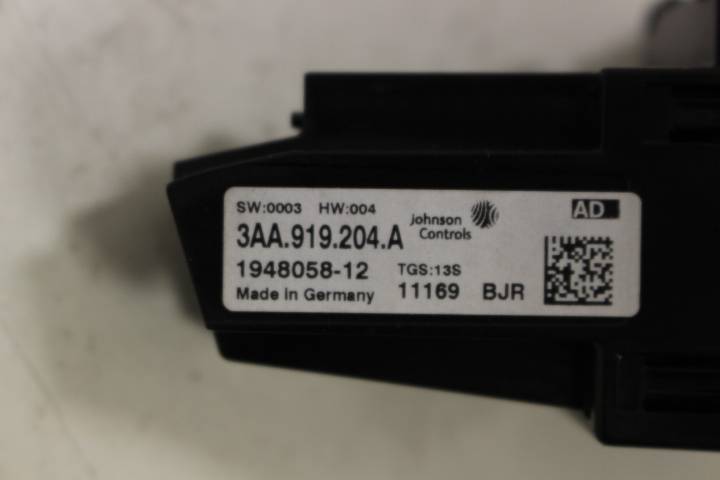 SW:0003 HW:004
AD
Johnson
Controls
3AA.919.204.A
1948058-12 TGS:13S
Made in Germany 11169 BJR